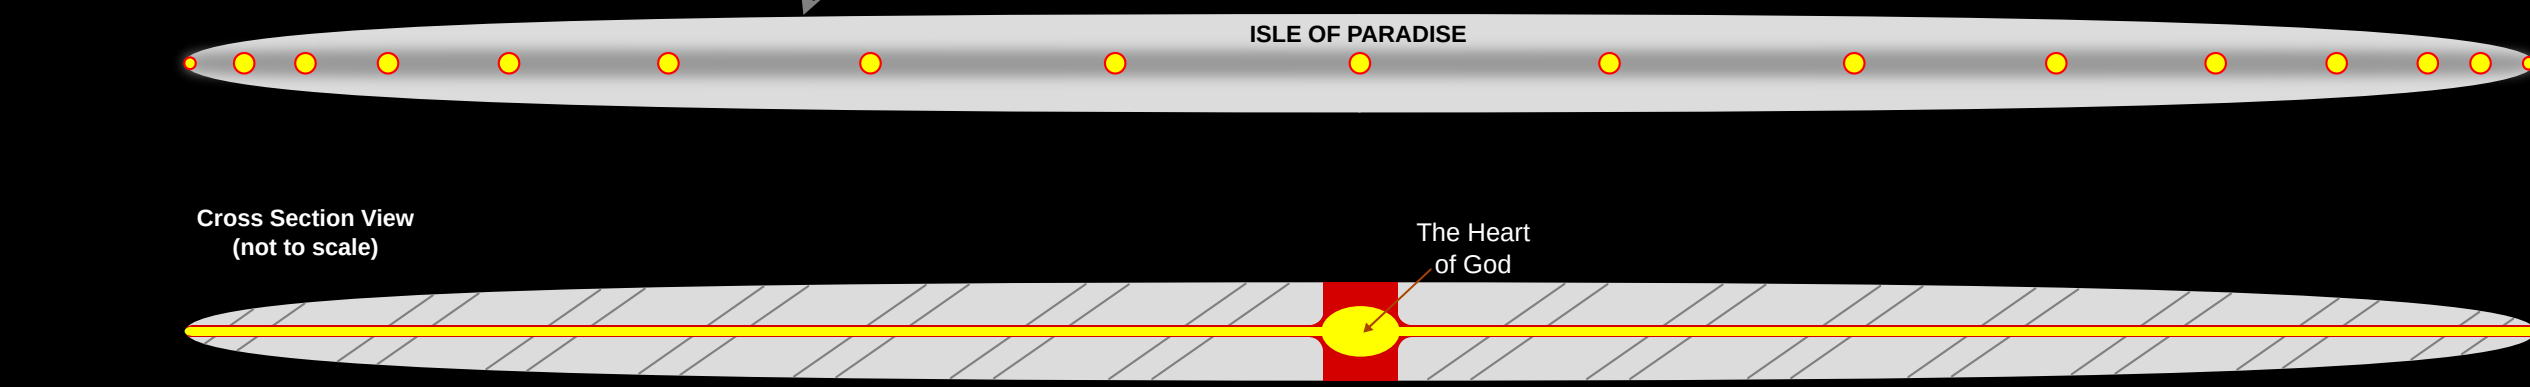 ISLE OF PARADISE
Cross Section View
(not to scale)
The Heart
of God